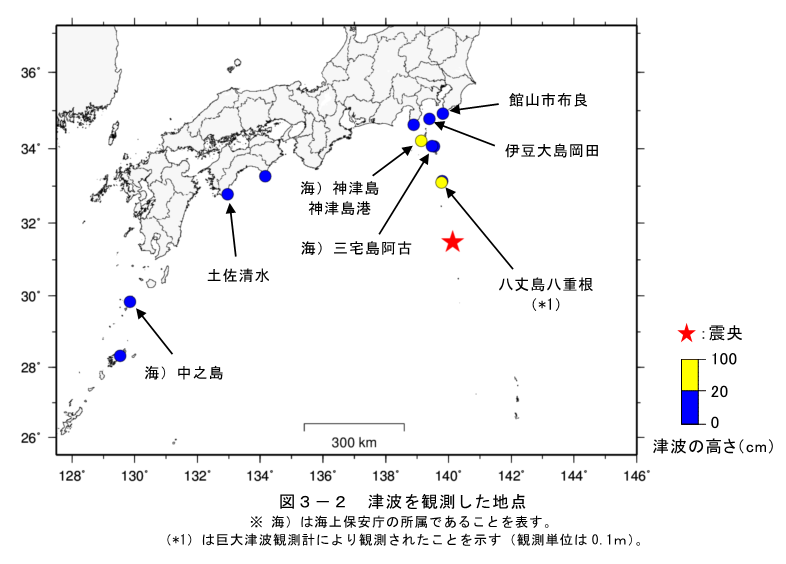 36˚
34˚
32˚
30˚
28˚
26˚
館山市布良
伊豆大島岡田
海）神津島
神津島港
海）三宅島阿古
土佐清水
八丈島八重根
(*1)
海）中之島
300 km
★:震央
100
20
0
津波の高さ(cm)
128˚ 130˚ 132˚ 134˚ 136˚ 138˚ 140˚ 142˚ 144˚ 146˚
図３－２　津波を観測した地点
※ 海）は海上保安庁の所属であることを表す。
(*1）は巨大津波観測計により観測されたことを示す（観測単位は0.1m）。